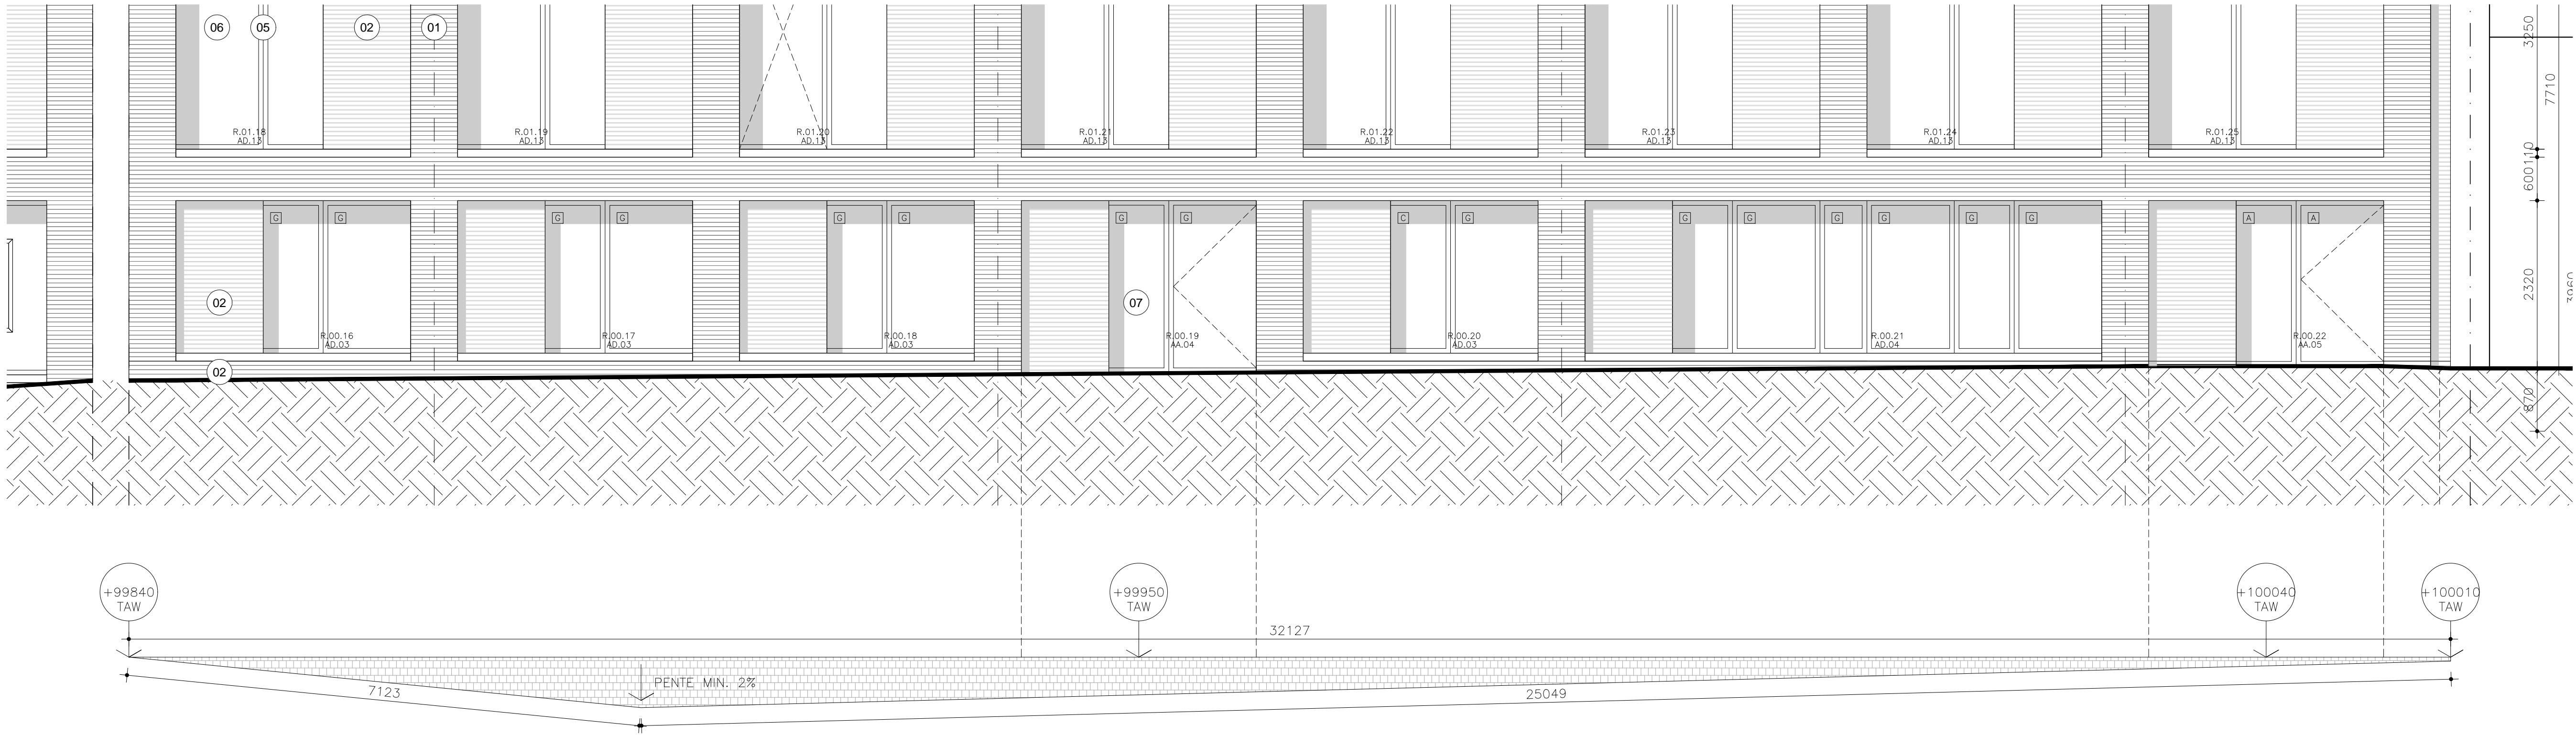 06
05
02
01
3250
7710
R.01.18
AD.13
R.01.19
AD.13
R.01.20
AD.13
R.01.21
AD.13
R.01.22
AD.13
R.01.23
AD.13
R.01.24
AD.13
R.01.25
AD.13
110
600
G
G
G
G
G
G
G
G
C
G
G
G
G
G
G
G
A
A
02
07
2320
3965
R.00.16
AD.03
R.00.17
AD.03
R.00.18
AD.03
R.00.19
AA.04
R.00.20
AD.03
R.00.21
AD.04
R.00.22
AA.05
02
870
+99840
TAW
+99950
TAW
+100040
TAW
+100010
TAW
32127
PENTE MIN. 2%
7123
25049